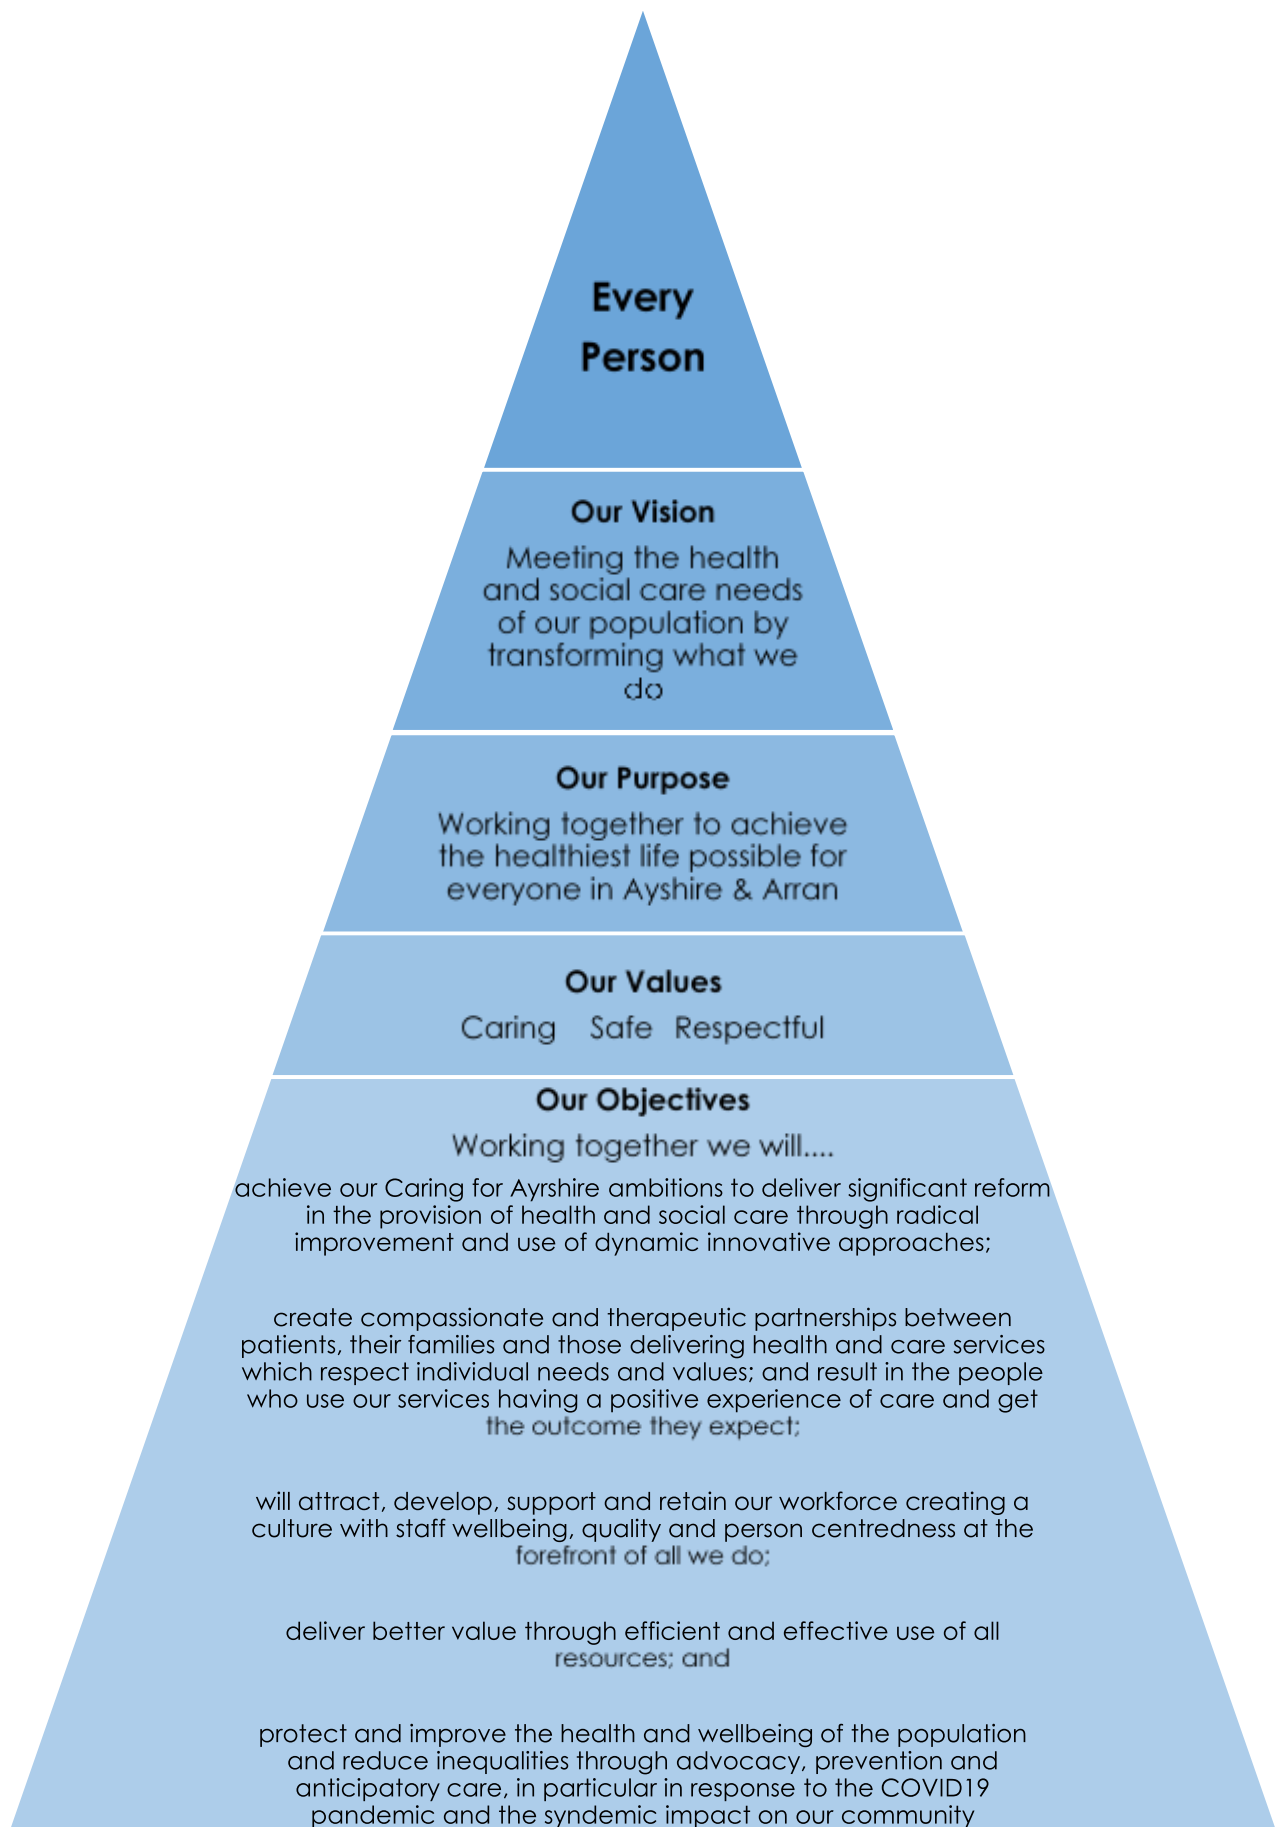 Every
Person
Our Vision
Meeting the health
and social care needs
of our population by
transforming what we
do
Our Purpose
Working together to achieve
the healthiest life possible for
everyone in Ayshire & Arran
Our Values
Caring Safe Respectful
Our Objectives
Working together we will....
achieve our Caring for Ayrshire ambitions to deliver significant reform
in the provision of health and social care through radical
improvement and use of dynamic innovative approaches;
create compassionate and therapeutic partnerships between
patients, their families and those delivering health and care services
which respect individual needs and values; and result in the people
who use our services having a positive experience of care and get
the outcome they expect;
will attract, develop, support and retain our workforce creating a
culture with staff wellbeing, quality and person centredness at the
forefront of all we do;
deliver better value through efficient and effective use of all
resources; and
protect and improve the health and wellbeing of the population
and reduce inequalities through advocacy, prevention and
anticipatory care, in particular in response to the COVID19
pandemic and the syndemic impact on our community